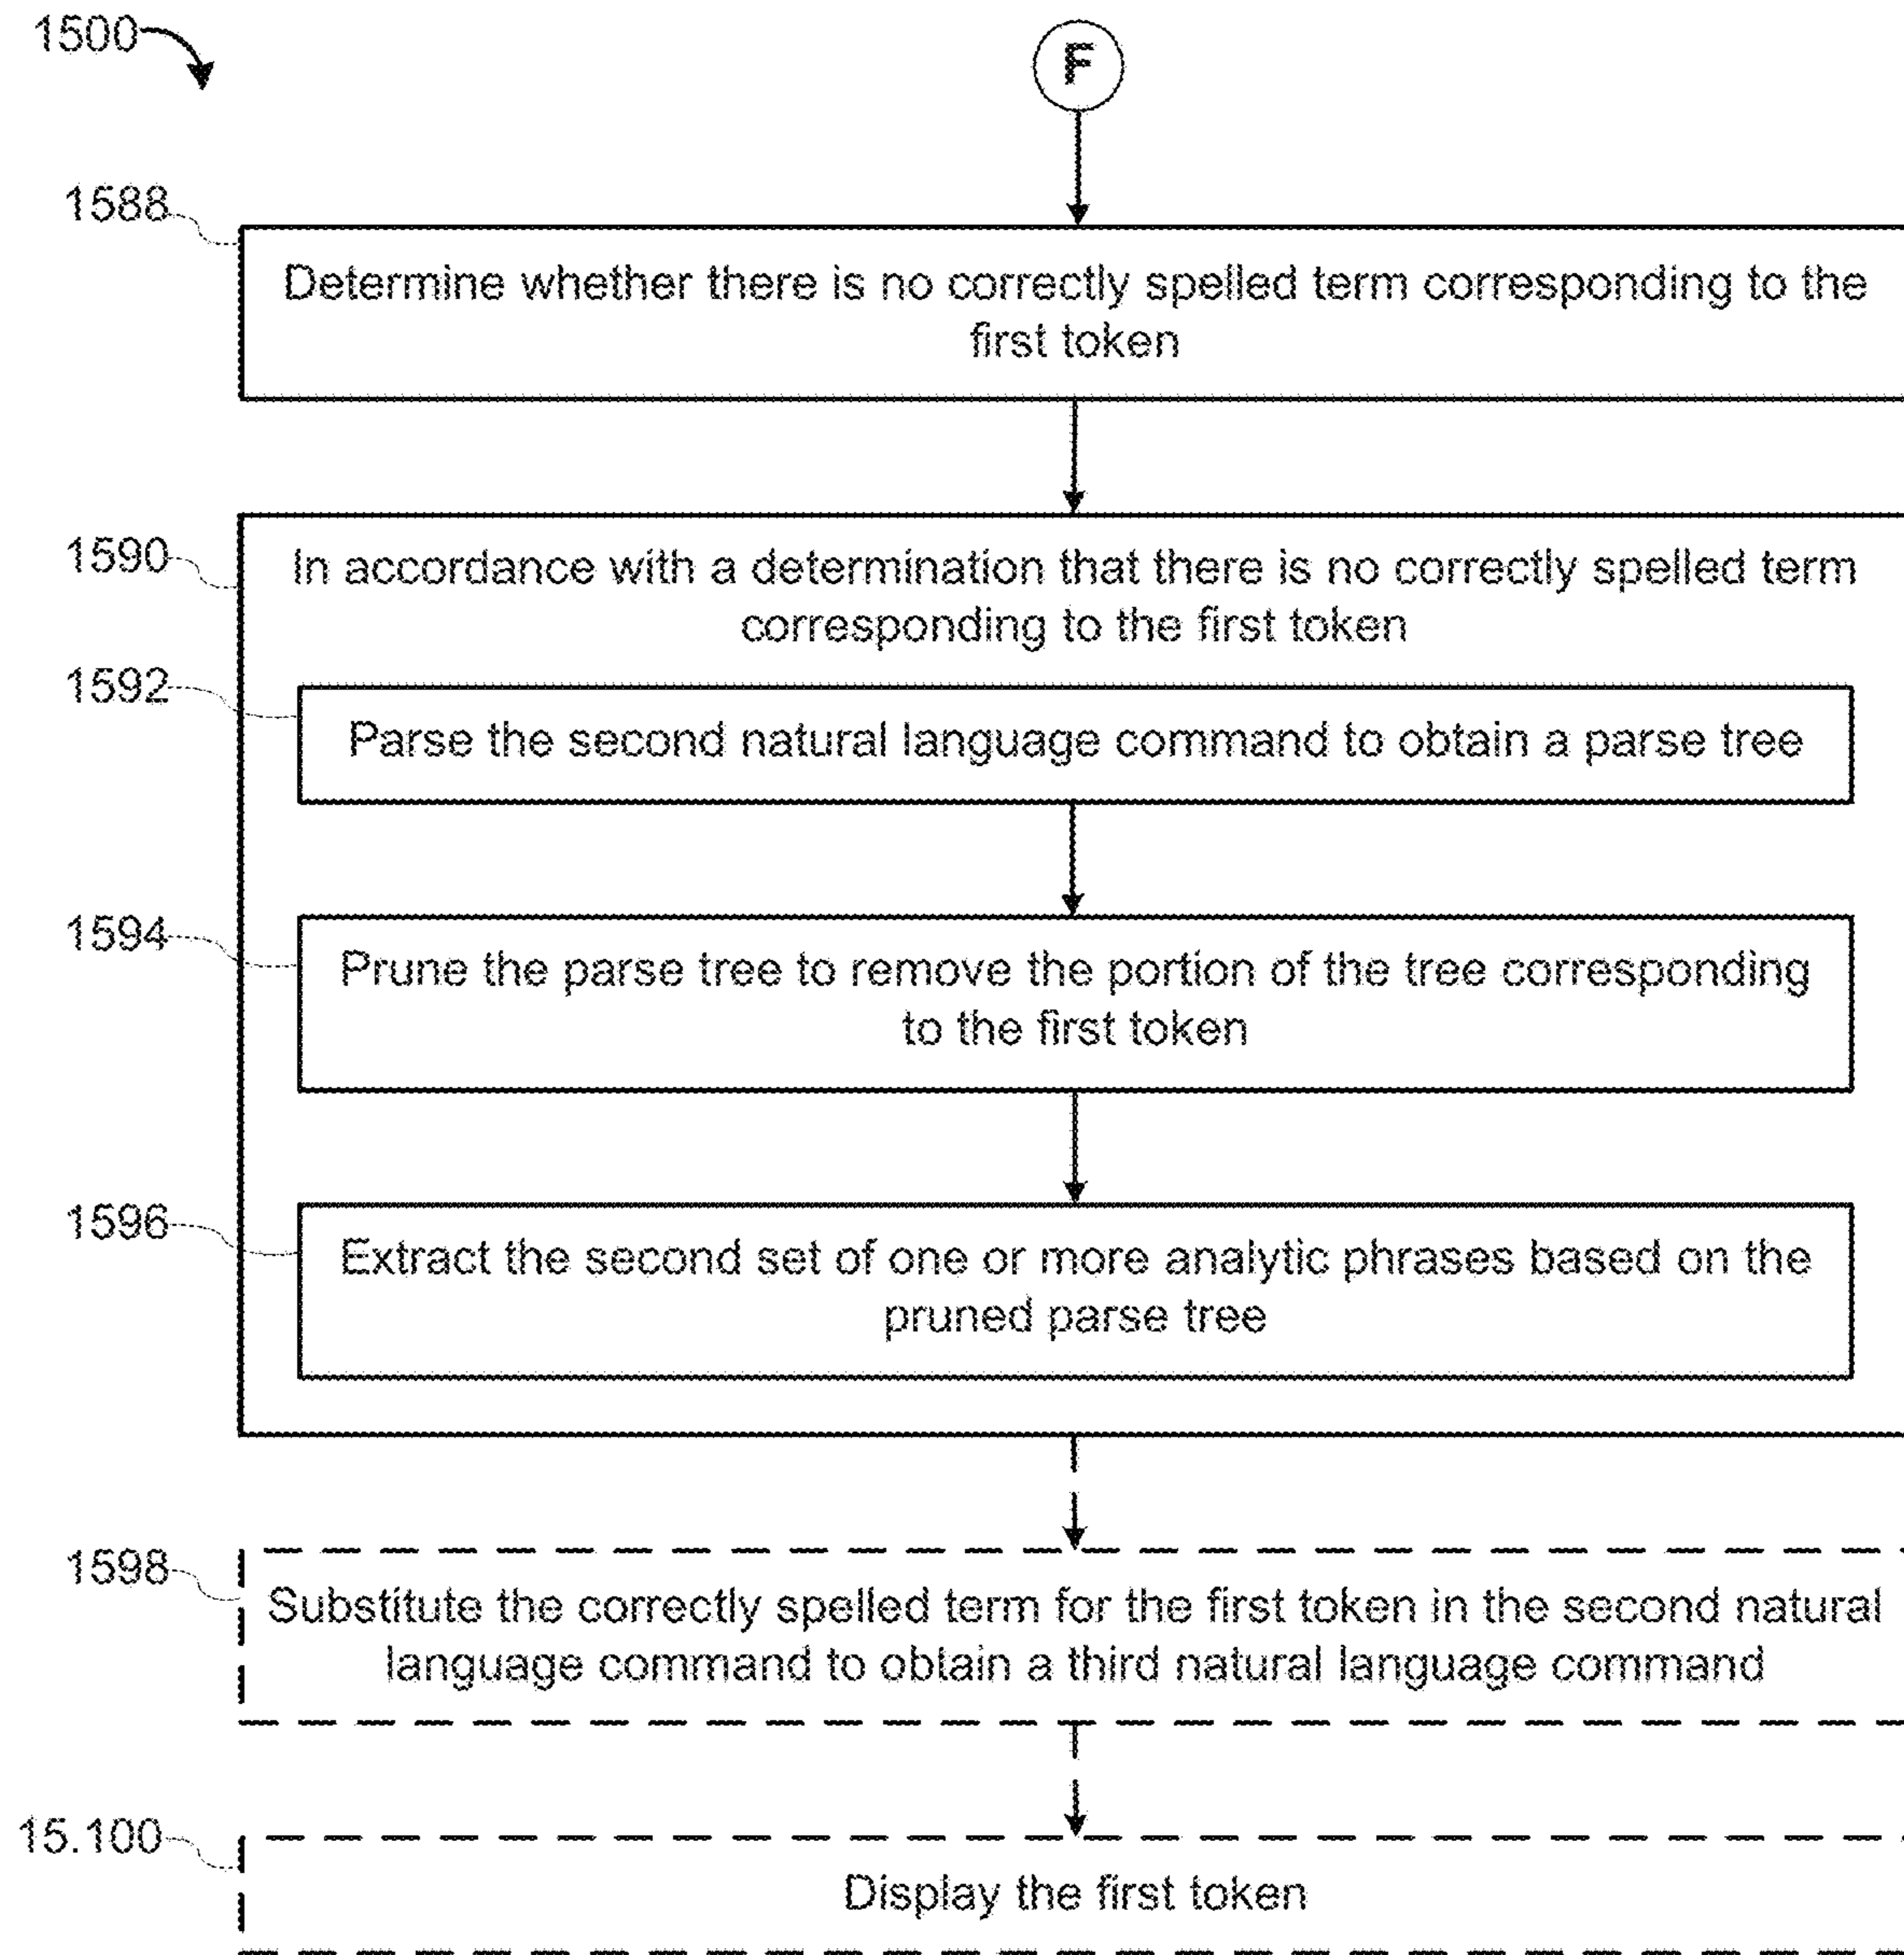 1500
F
1588
Determine whether there is no correctly spelled term corresponding to the
first token
1590
In accordance with a determination that there is no correctly spelled term
corresponding to the first token
1592
Parse the second natural language command to obtain a parse tree
1594
Prune the parse tree to remove the portion of the tree corresponding
to the first token
1596
Extract the second set of one or more analytic phrases based on the
pruned parse tree
1598
Substitute the correctly spelled term for the first token in the second natural
language command to obtain a third natural language command
15.100
Display the first token